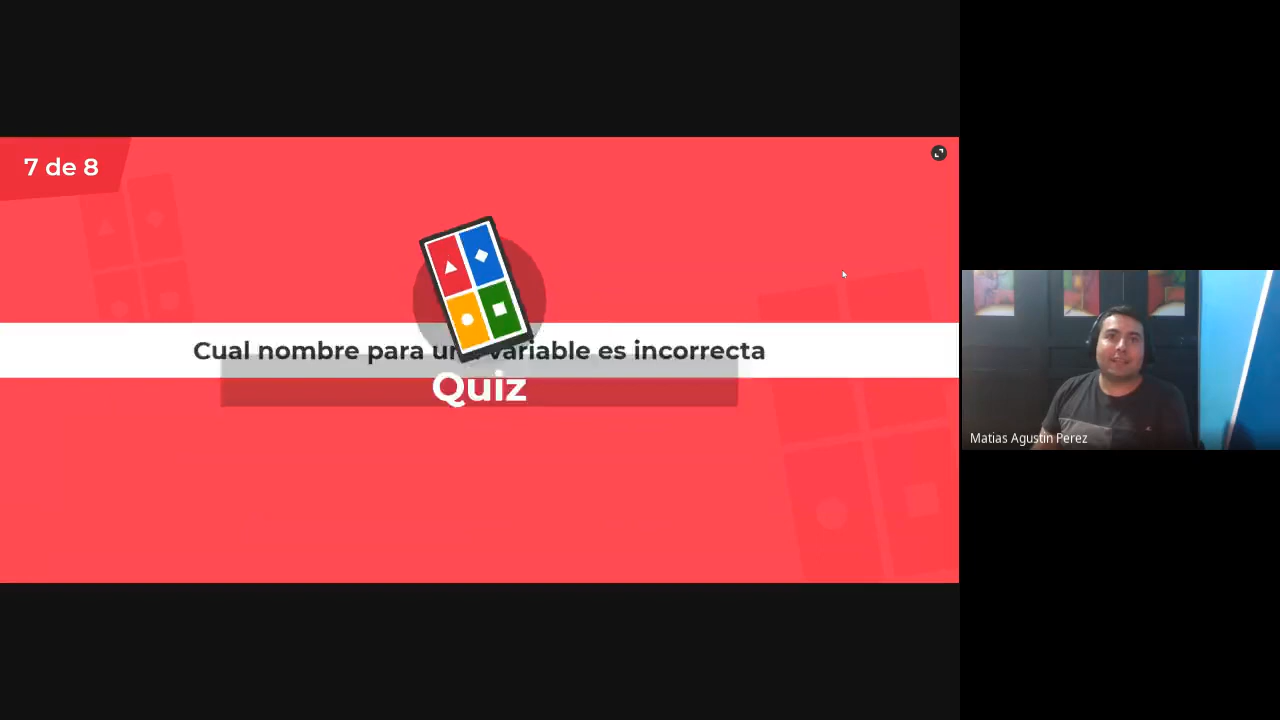 7 de 8
Cual nombre para una variable es incorrecta
Quiz
Matias Agustin Perez